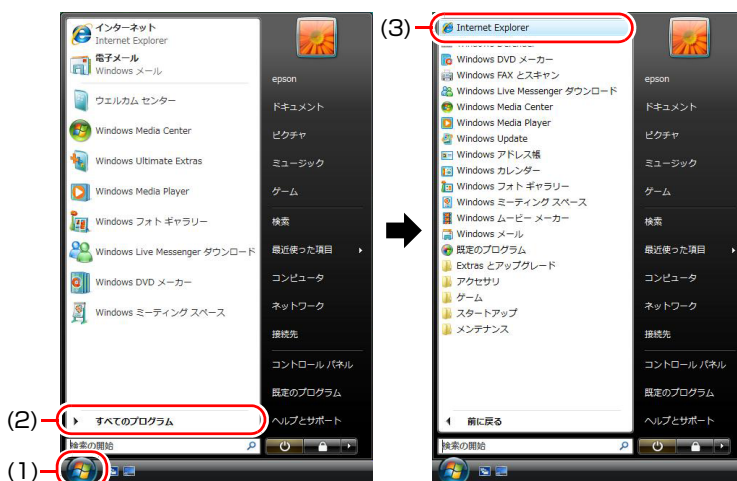 インターネット
Internet Explorer
電子メール
Windows メール
ウエルカム センター
Windows Media Center
Windows Ultimate Extras
Windows Media Player
Windows フォト ギャラリー
Windows Live Messenger ダウンロード
Windows DVD メーカー
Windows ミーティング スペース
(2)
すべてのプログラム
検索の開始
(1)
epson
ドキュメント
ピクチャ
ミュージック
ゲーム
検索
最近使った項目
コンピュータ
ネットワーク
接続先
コントロール パネル
既定のプログラム
ヘルプとサポート
(3)
Internet Explorer
Windows DVD メーカー
Windows FAX とスキャン
Windows Live Messenger ダウンロード
Windows Media Center
Windows Media Player
Windows Update
Windows アドレス帳
Windows カレンダー
Windows フォト ギャラリー
Windows ミーティング スペース
Windows ムービー メーカー
Windows メール
既定のプログラム
Extras とアップグレード
アクセサリ
ゲーム
スタートアップ
メンテナンス
前に戻る
検索の開始
epson
ドキュメント
ピクチャ
ミュージック
ゲーム
検索
最近使った項目
コンピュータ
ネットワーク
接続先
コントロール パネル
既定のプログラム
ヘルプとサポート